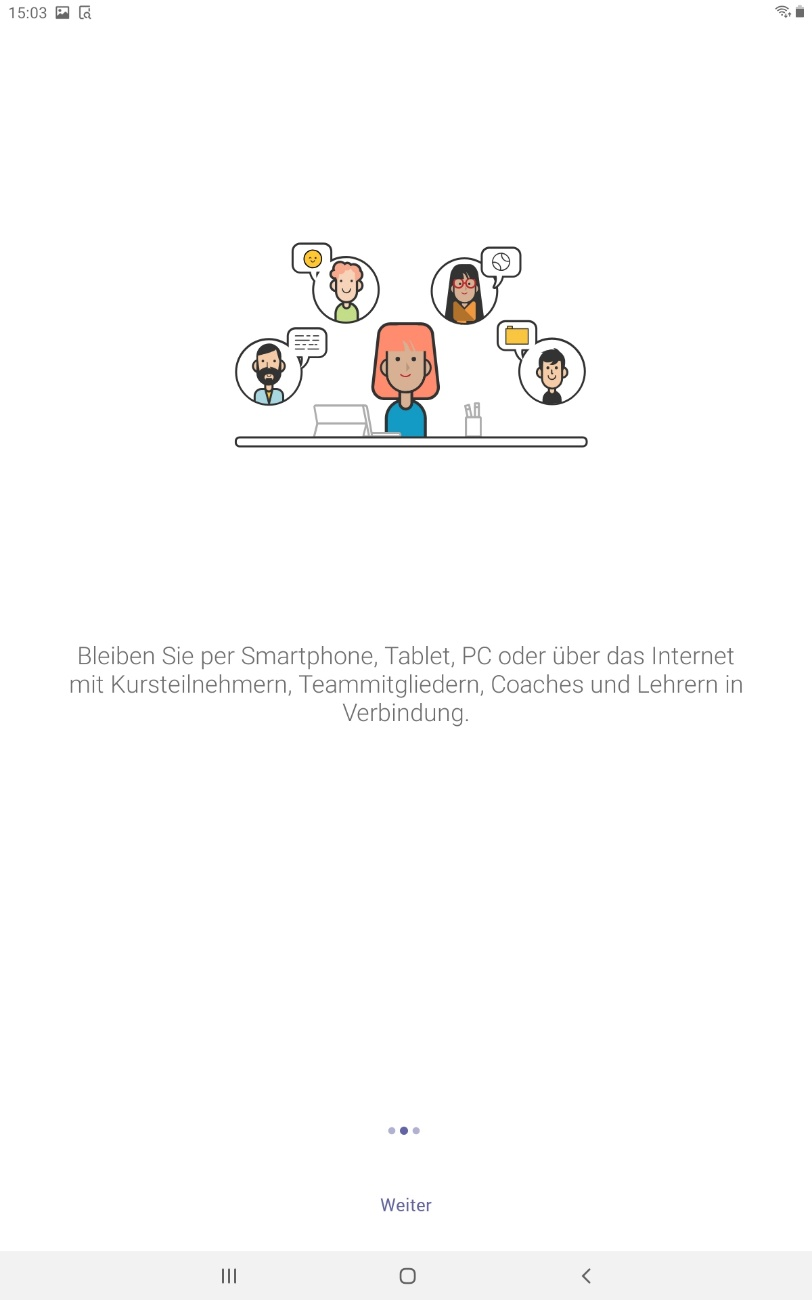 15:03
Bleiben Sie per Smartphone, Tablet, PC oder über das Internet
mit Kursteilnehmern, Teammitgliedern, Coaches und Lehrern in
Verbindung.
Weiter